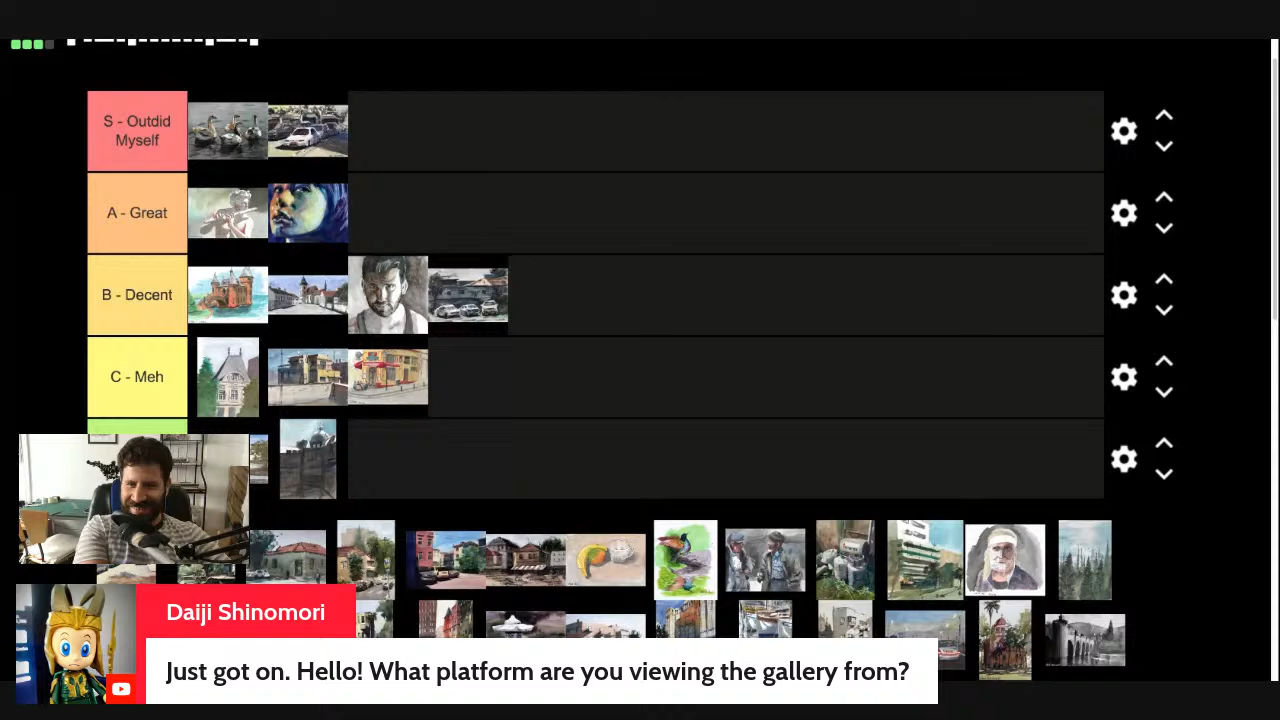 S - Outdid
Myself
A - Great
B - Decent
C - Meh
Daiji Shinomori
Just got on. Hello! What platform are you viewing the gallery from?